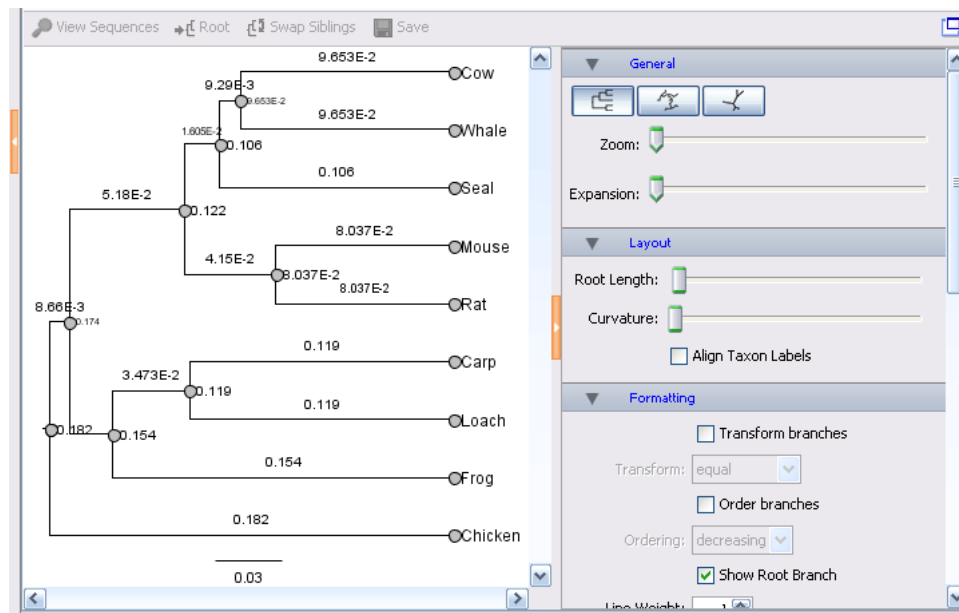 View Sequences Root Swap Siblings Save
9.653E-2
Cow
9.29E-3
9.653E-2
9.653E-2
Whale
1.605E-2
0.106
0.106
Seal
5.18E-2
0.122
8.037E-2
Mouse
4.15E-2
8.037E-2
8.037E-2
Rat
8.66E-3
0.174
0.119
Carp
3.473E-2
0.119
0.119
Loach
0.182
0.154
0.154
Frog
0.182
Chicken
0.03
General
Zoom:
Expansion:
Layout
Root Length:
Curvature:
Align Taxon Labels
Formatting
Transform branches
Transform: equal
Order branches
Ordering: decreasing
Show Root Branch
Line Weight: 1